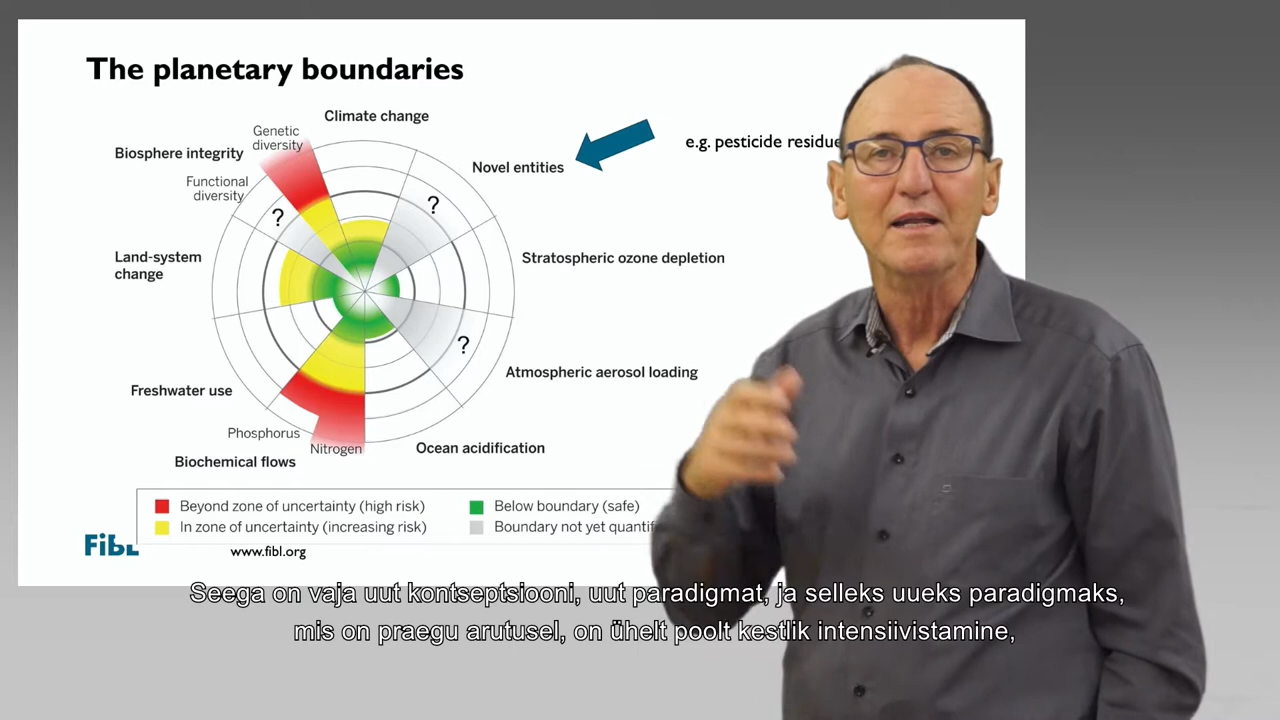 The planetary boundaries
Climate change
Genetic
diversity
Biosphere integrity
Functional
diversity
?
?
Novel entities
e.g. pesticide residue
Land-system
change
Stratospheric ozone depletion
?
Atmospheric aerosol loading
Freshwater use
Phosphorus
Nitrogen
Biochemical flows
Ocean acidification
Beyond zone of uncertainty (high risk)
Below boundary (safe)
In zone of uncertainty (increasing risk)
Boundary not yet
FiBL
www.fibl.org
Seega on vaja uut kontseptsiooni, uut paradigmat, ja selleks uueks paradigmaks,
mis on praegu arutusel, on ühelt poolt kestlik intensiivistamine,